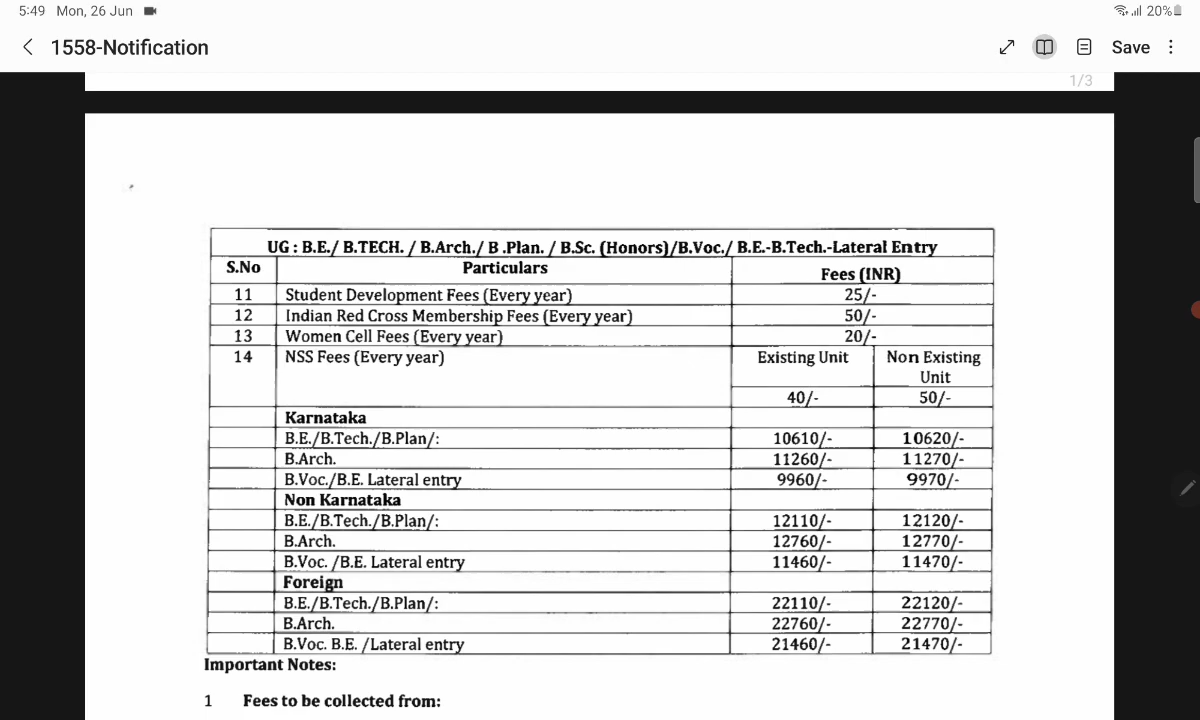 5:49 Mon, 26 Jun 20%
1558-Notification Save
1/3
UG : B.E./ B.TECH. / B.Arch./ B .Plan. / B.Sc. (Honors)/B.Voc./ B.E.-B.Tech.-Lateral Entry
S.No Particulars Fees (INR)
11 Student Development Fees (Every year) 25/-
12 Indian Red Cross Membership Fees (Every year) 50/-
13 Women Cell Fees (Every year) 20/-
14 NSS Fees (Every year) Existing Unit Non Existing
Unit
40/- 50/-
Karnataka
B.E./B.Tech./B.Plan/: 10610/- 10620/-
B.Arch. 11260/- 11270/-
B.Voc./B.E. Lateral entry 9960/- 9970/-
Non Karnataka
B.E./B.Tech./B.Plan/: 12110/- 12120/-
B.Arch. 12760/- 12770/-
B.Voc. /B.E. Lateral entry 11460/- 11470/-
Foreign
B.E./B.Tech./B.Plan/: 22110/- 22120/-
B.Arch. 22760/- 22770/-
B.Voc. B.E. /Lateral entry 21460/- 21470/-
Important Notes:
1 Fees to be collected from: